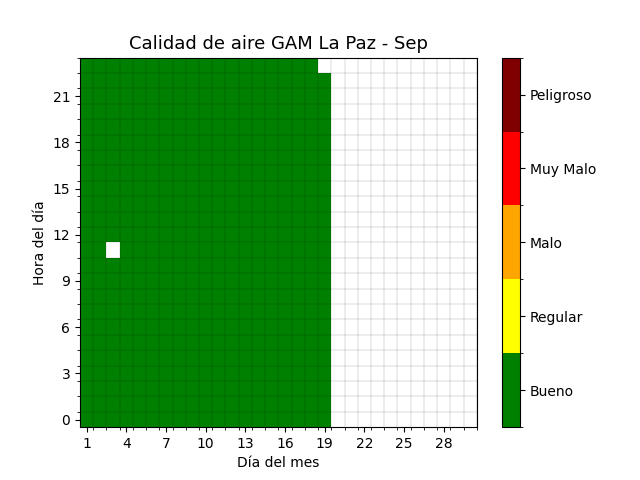 Calidad de aire GAM La Paz - Sep
Hora del día
21
18
15
12
9
6
3
0
1 4 7 10 13 16 19 22 25 28
Día del mes
Peligroso
Muy Malo
Malo
Regular
Bueno